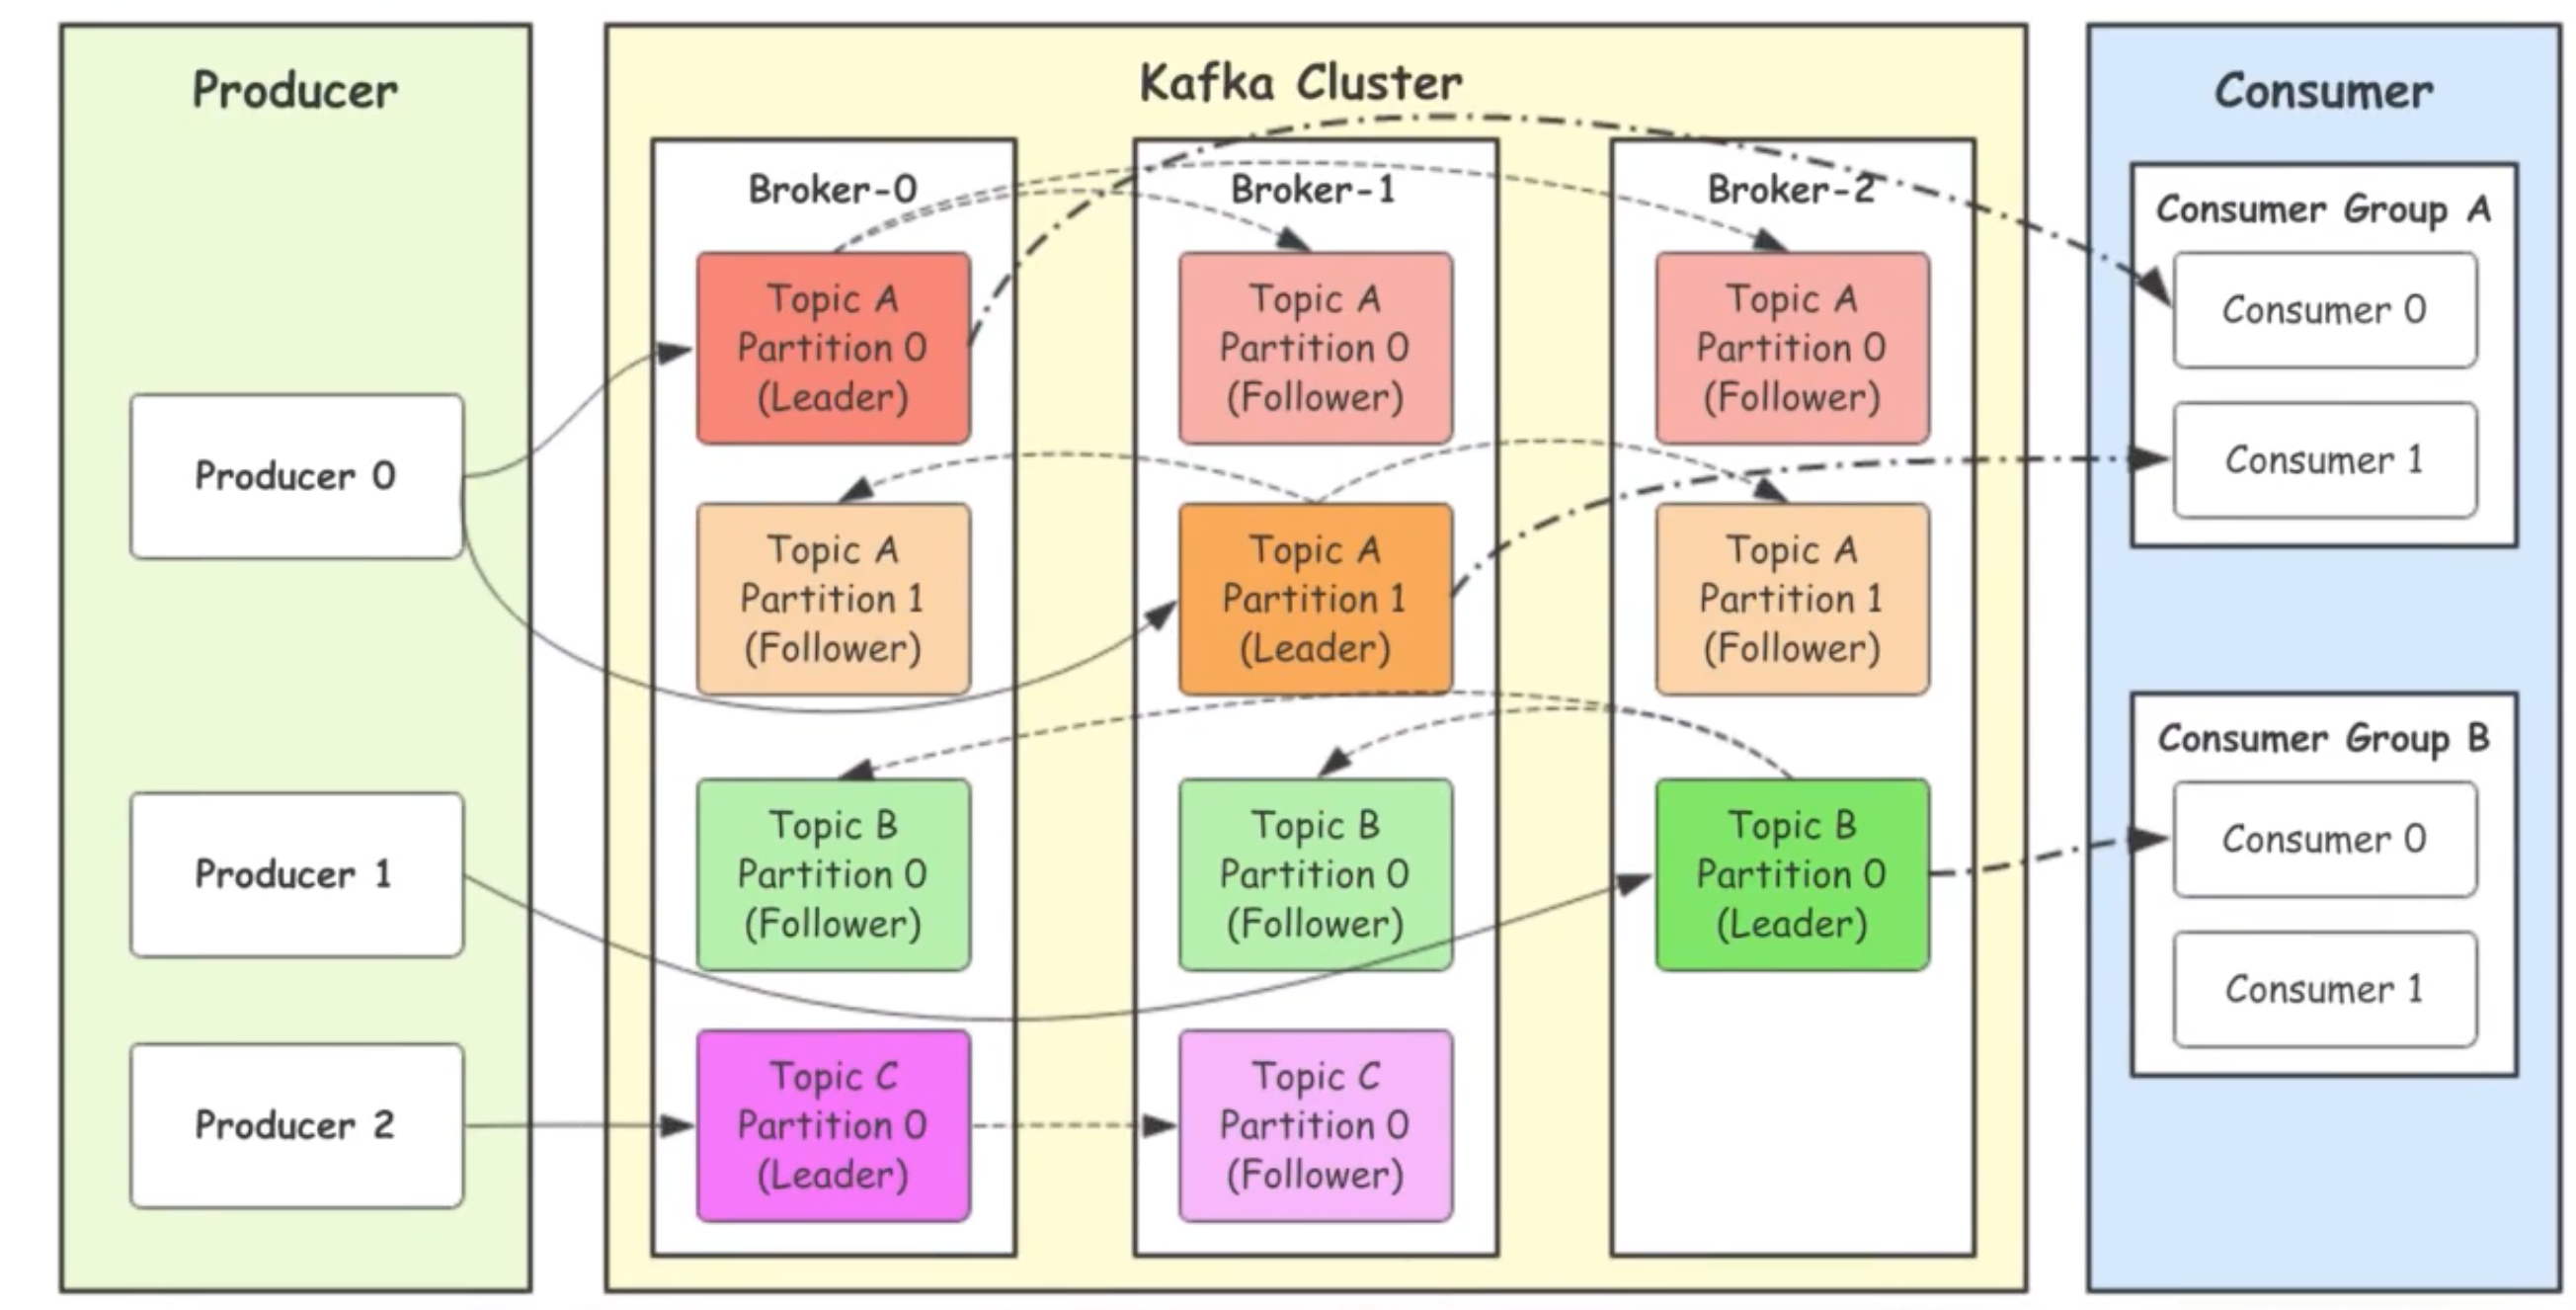 Producer
Producer 0
Producer 1
Producer 2
Kafka Cluster
Broker-0
Topic A
Partition 0
(Leader)
Topic A
Partition 1
(Follower)
Topic B
Partition 0
(Follower)
Topic C
Partition 0
(Leader)
Broker-1
Topic A
Partition 0
(Follower)
Topic A
Partition 1
(Leader)
Topic B
Partition 0
(Follower)
Topic C
Partition 0
(Follower)
Broker-2
Topic A
Partition 0
(Follower)
Topic A
Partition 1
(Follower)
Topic B
Partition 0
(Leader)
Consumer
Consumer Group A
Consumer 0
Consumer 1
Consumer Group B
Consumer 0
Consumer 1